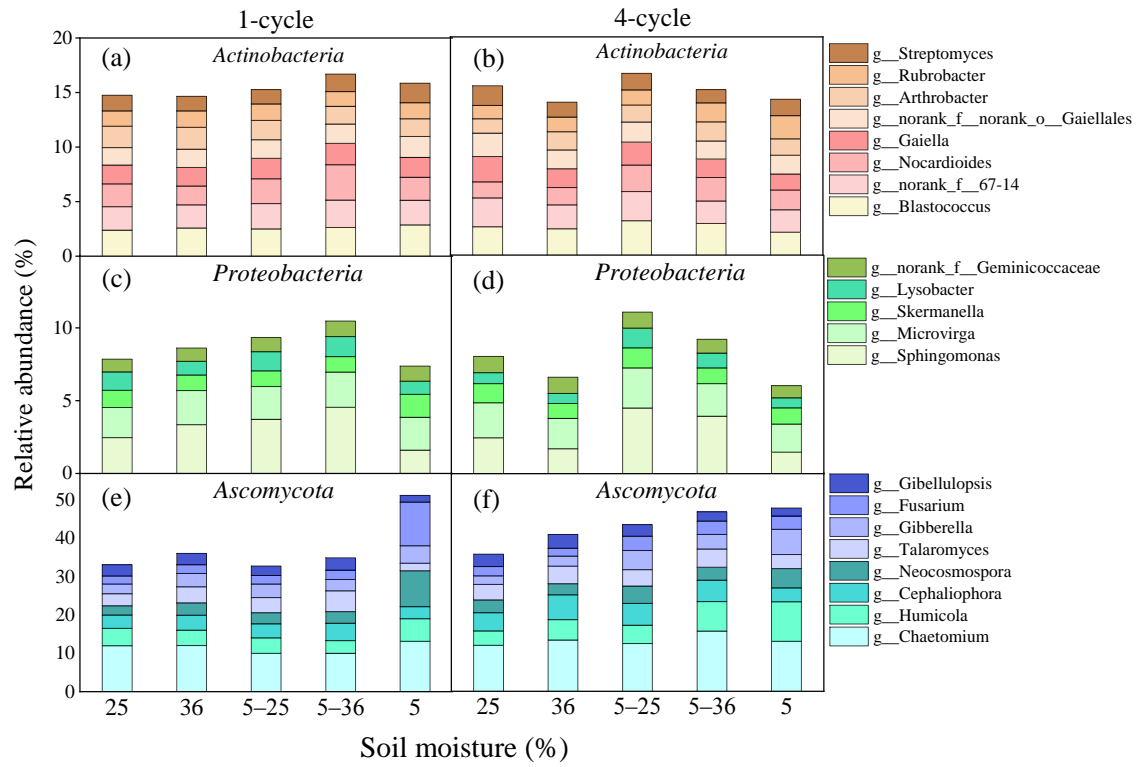 1-cycle
4-cycle
20
15
10
5
0
(a)
Actinobacteria
(b)
Actinobacteria
g__Streptomyces
g__Rubrobacter
g__Arthrobacter
g__norank_f__norank_o__Gaiellales
g__Gaiella
g__Nocardioides
g__norank_f__67-14
g__Blastococcus
Relative abundance (%)
10
5
0
(c)
Proteobacteria
(d)
Proteobacteria
g__norank_f__Geminicoccaceae
g__Lysobacter
g__Skermanella
g__Microvirga
g__Sphingomonas
50
40
30
20
10
0
(e)
Ascomycota
(f)
Ascomycota
g__Gibellulopsis
g__Fusarium
g__Gibberella
g__Talaromyces
g__Neocosmospora
g__Cephaliophora
g__Humicola
g__Chaetomium
25 36 5–25 5–36 5
25 36 5–25 5–36 5
Soil moisture (%)